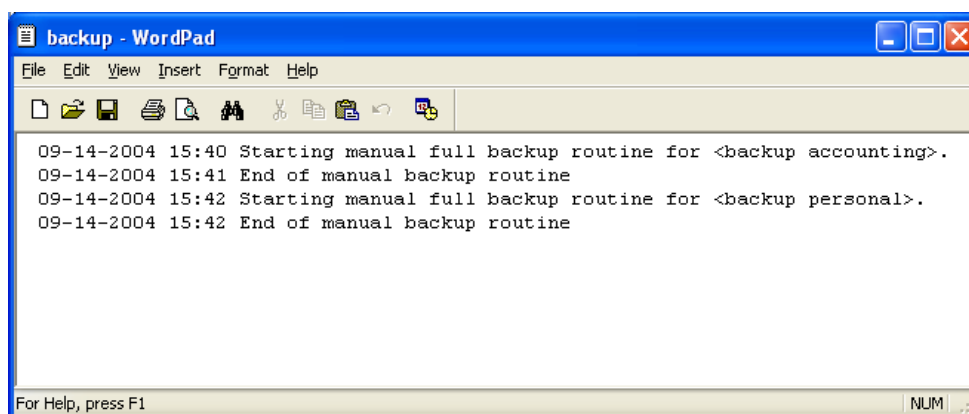 backup - WordPad
File Edit View Insert Format Help
09-14-2004 15:40 Starting manual full backup routine for <backup accounting>.
09-14-2004 15:41 End of manual backup routine
09-14-2004 15:42 Starting manual full backup routine for <backup personal>.
09-14-2004 15:42 End of manual backup routine
For Help, press F1 NUM